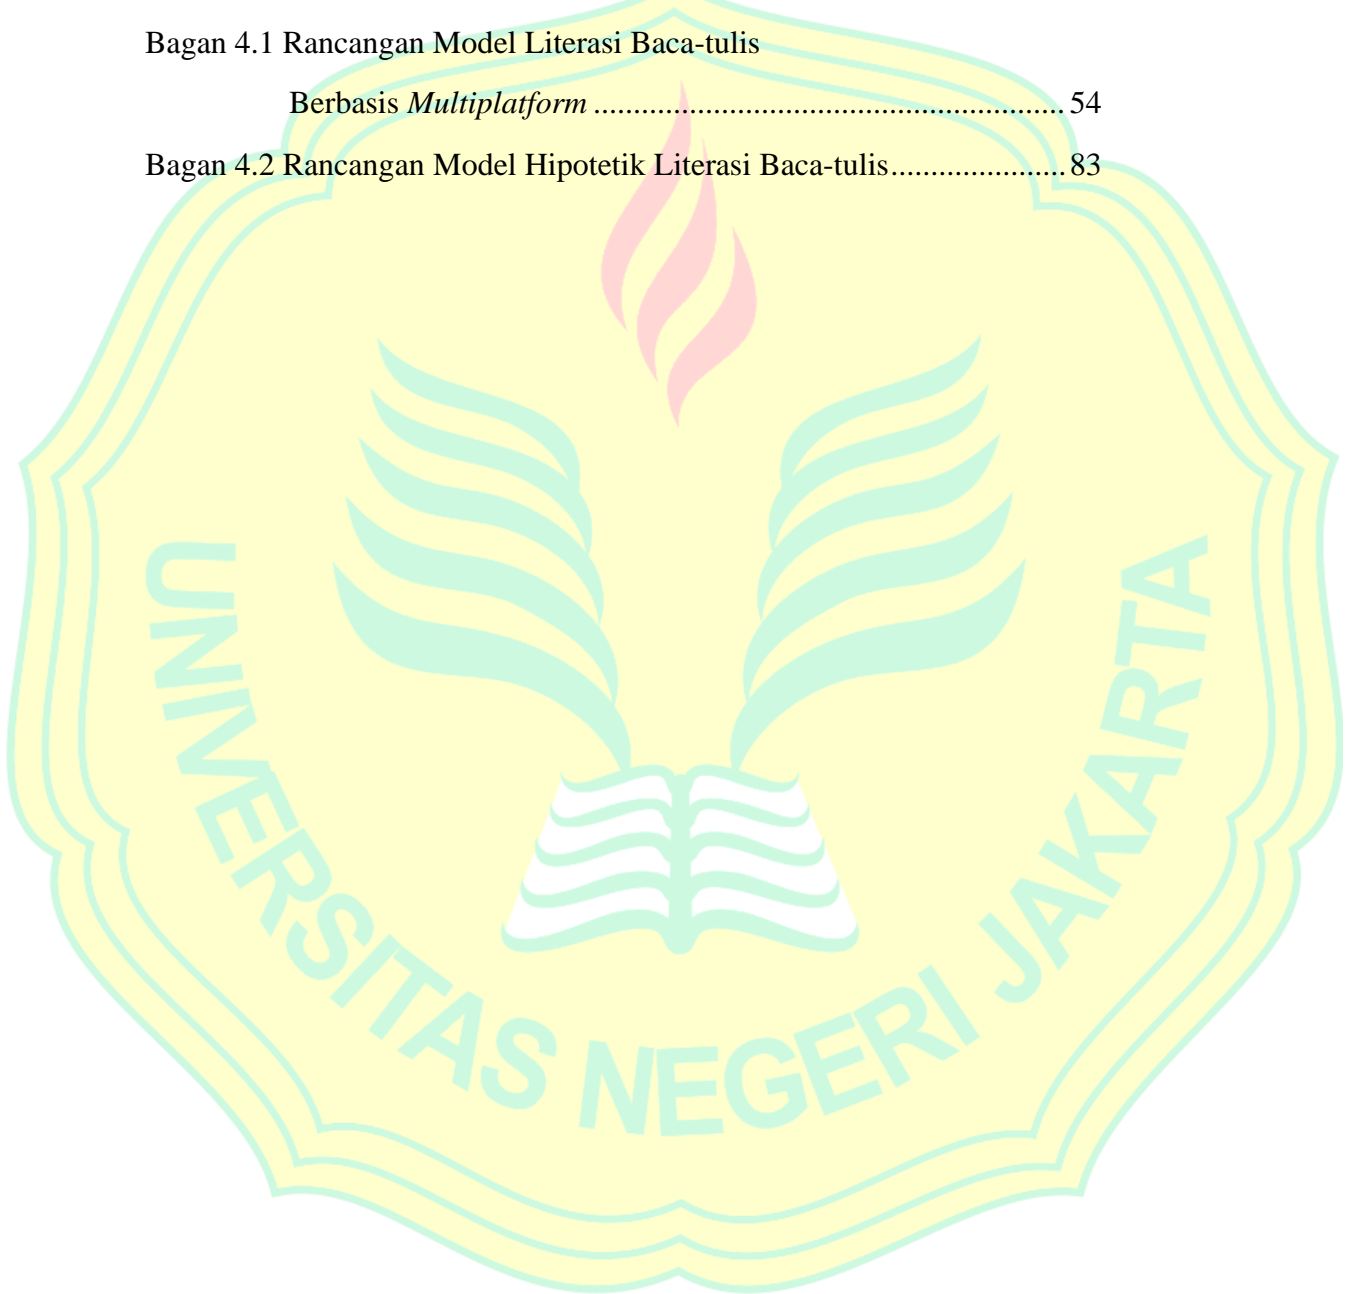 Bagan 4.1 Rancangan Model Literasi Baca-tulis
Berbasis Multiplatform ........................................................... 54
Bagan 4.2 Rancangan Model Hipotetik Literasi Baca-tulis...................... 83
UNIVERSITAS NEGERI JAKARTA